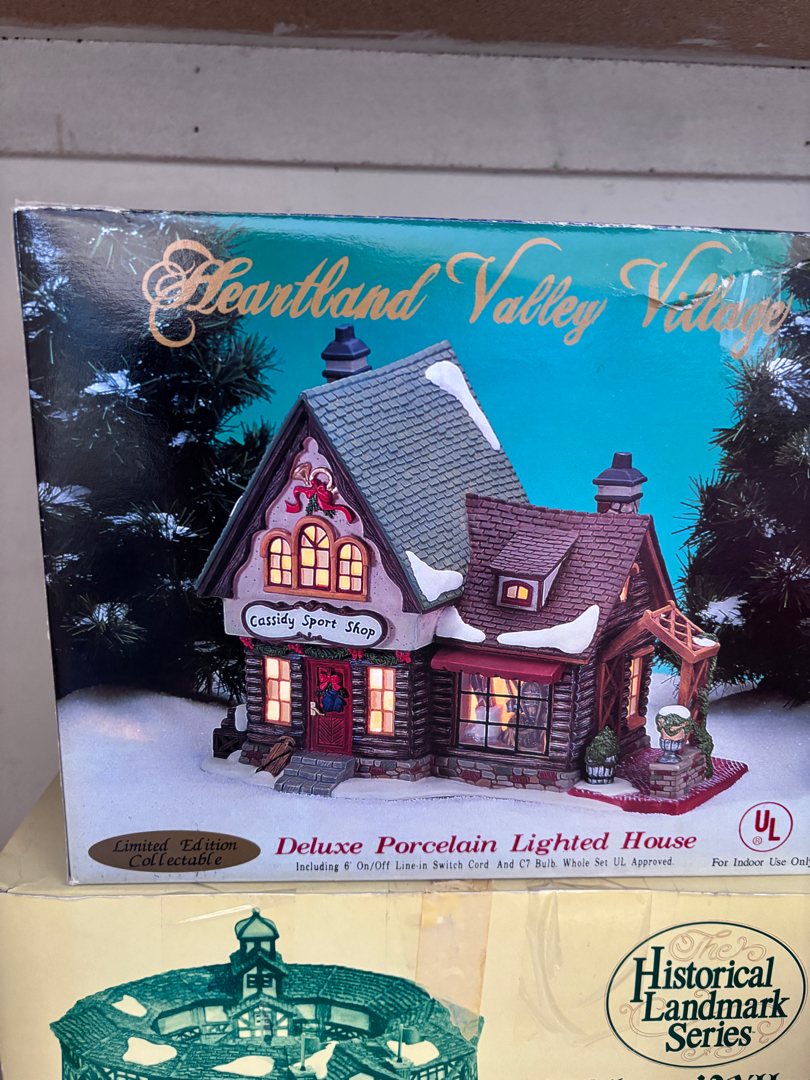 Heartland Valley Village
Cassidy Sport Shop
Limited Edition
Collectable
Deluxe Porcelain Lighted House
Including 6' On/Off Line-in Switch Cord And C7 Bulb. Whole Set UL Approved.
UL
®
For Indoor Use Only
The
Historical
Landmark
Series